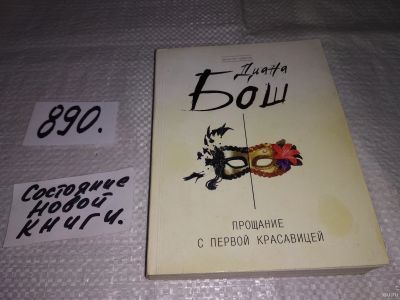 890.
Состояние
новой
книги.
Диана
Бош
ПРОЩАНИЕ
С ПЕРВОЙ КРАСАВИЦЕЙ